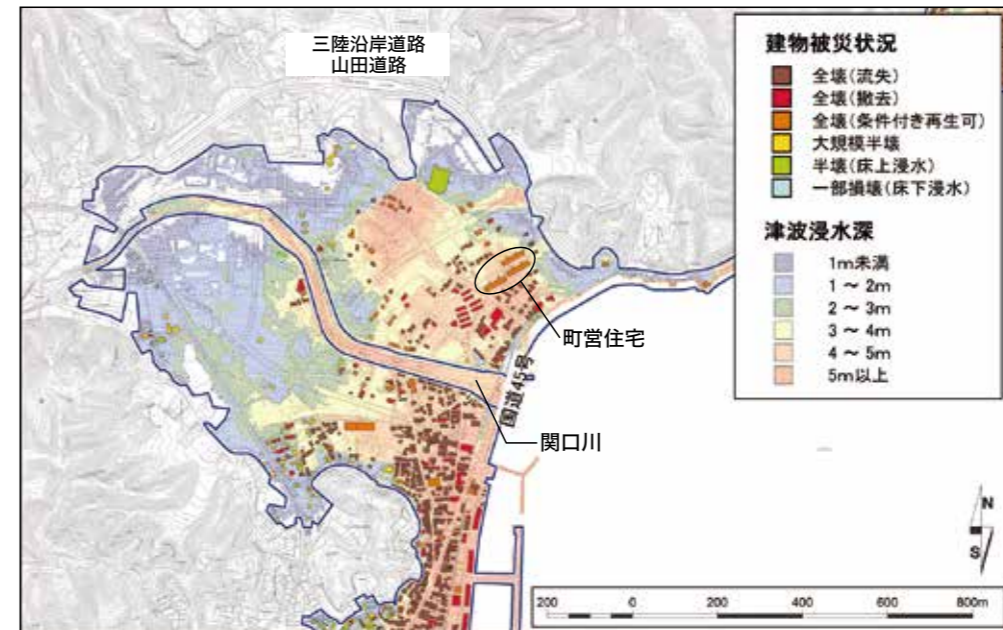 三陸沿岸道路
山田道路
建物被災状況
全壊(流失)
全壊(撤去)
全壊(条件付き再生可)
大規模半壊
半壊(床上浸水)
一部損壊(床下浸水)
津波浸水深
1m未満
1 ～ 2m
2 ～ 3m
3 ～ 4m
4 ～ 5m
5m以上
町営住宅
国道45号
関口川
N
S
200 0 200 400 600 800m